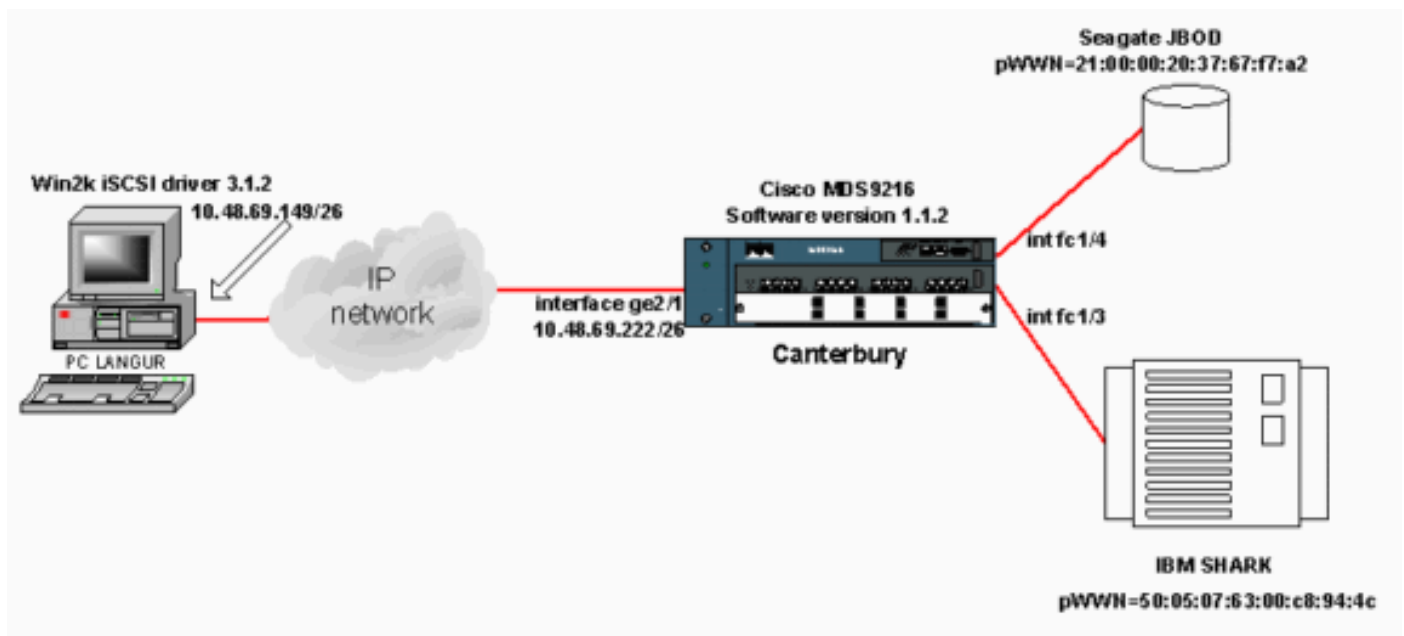 Seagate JBOD
pWWN=21:00:00:20:37:67:f7:a2
Win2k iSCSI driver 3.1.2
10.48.69.149/26
Cisco MDS9216
Software version 1.1.2
int fc1/4
IP
network
interface ge2/1
10.48.69.222/26
int fc1/3
Canterbury
PC LANGUR
IBM SHARK
pWWN=50:05:07:63:00:c8:94:4c